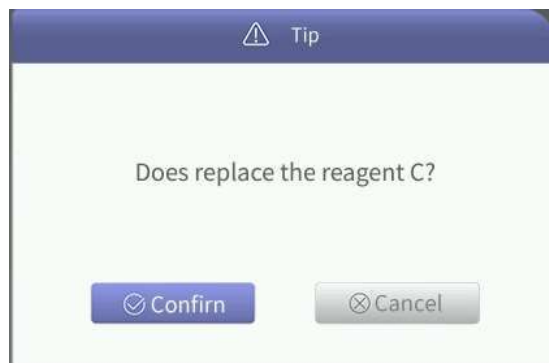 Tip
Does replace the reagent C?
Confirn
Cancel